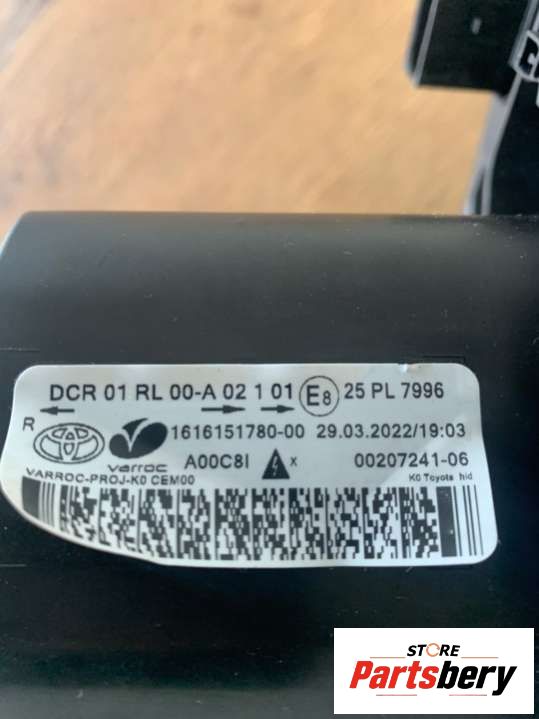 DCR 01 RL 00-A 02 1 01 E8 25 PL 7996
R
1616151780-00 29.03.2022/19:03
varroc A00C8I X 00207241-06
VARROC-PROJ-K0 CEM00 K0 Toyota hid
STORE
Partsbery